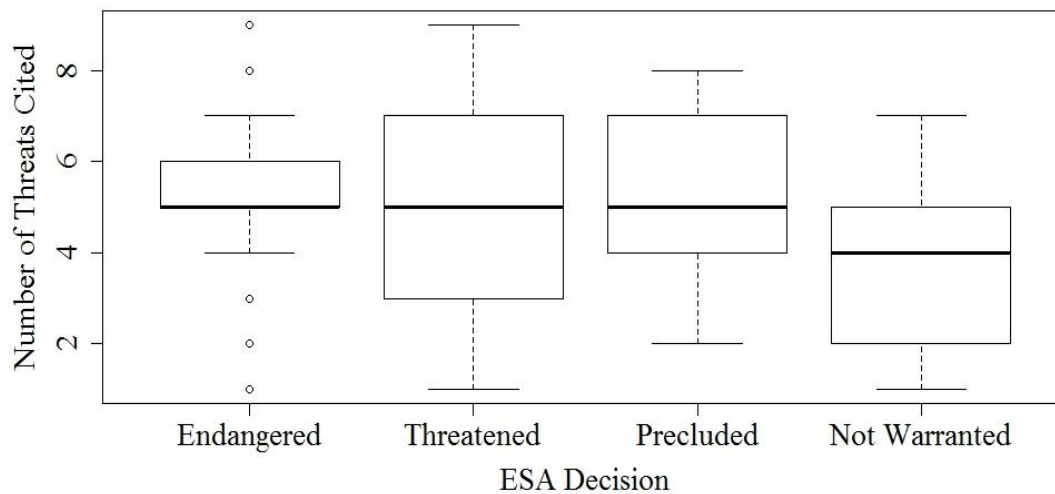 Number of Threats Cited
8
6
4
2
Endangered Threatened Precluded Not Warranted
ESA Decision